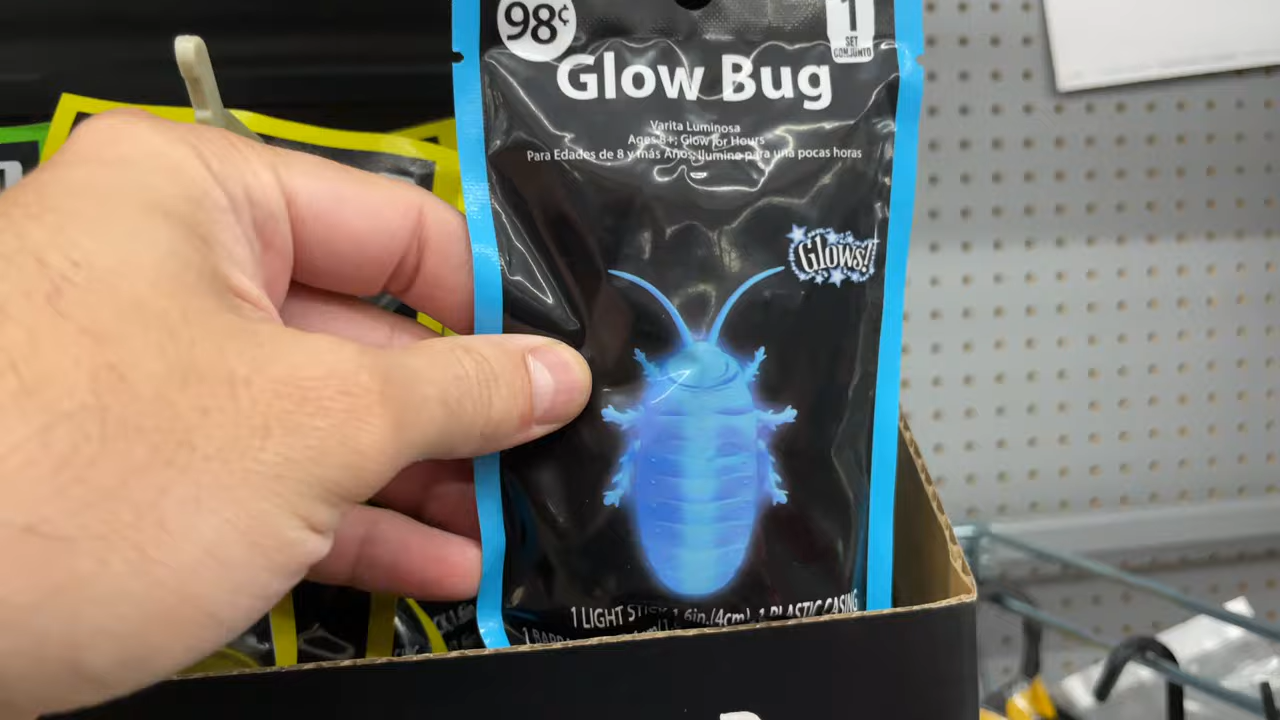 98¢
1
SET
CONJUNTO
Glow Bug
Varita Luminosa
Ages 8+; Glow for Hours
Para Edades de 8 y más Años; Ilumine para una pocas horas
Glows!
1 LIGHT STICK 1.6in./(4cm), 1 PLASTIC CASING